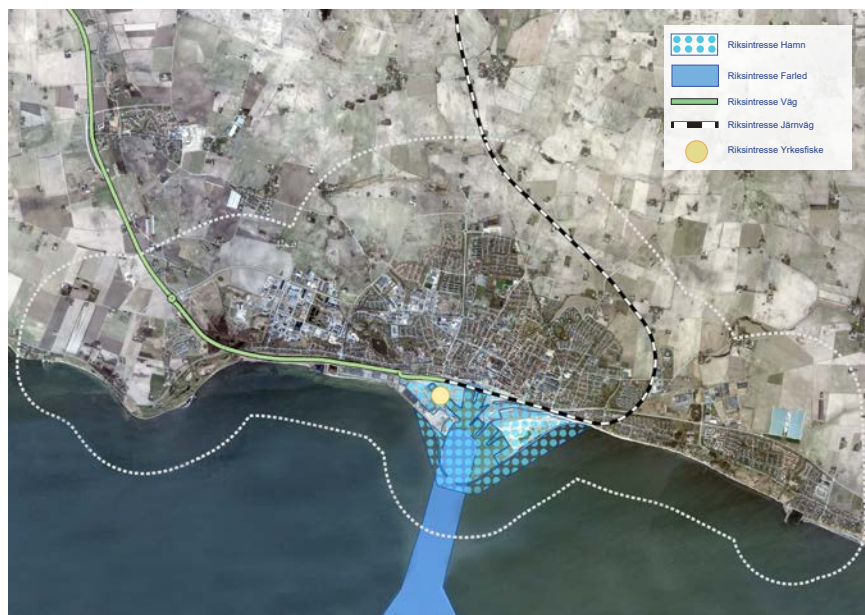 Riksintresse Hamn
Riksintresse Farled
Riksintresse Väg
Riksintresse Järnväg
Riksintresse Yrkesfiske